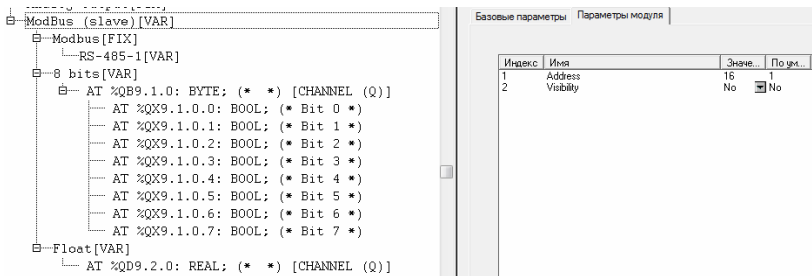 ModBus (slave)[VAR]
Modbus[FIX]
RS-485-1[VAR]
8 bits[VAR]
AT %QB9.1.0: BYTE; (* *) [CHANNEL (Q)]
AT %QX9.1.0.0: BOOL; (* Bit 0 *)
AT %QX9.1.0.1: BOOL; (* Bit 1 *)
AT %QX9.1.0.2: BOOL; (* Bit 2 *)
AT %QX9.1.0.3: BOOL; (* Bit 3 *)
AT %QX9.1.0.4: BOOL; (* Bit 4 *)
AT %QX9.1.0.5: BOOL; (* Bit 5 *)
AT %QX9.1.0.6: BOOL; (* Bit 6 *)
AT %QX9.1.0.7: BOOL; (* Bit 7 *)
Float[VAR]
AT %QD9.2.0: REAL; (* *) [CHANNEL (Q)]
Базовые параметры Параметры модуля
Индекс Имя Значе... По ум...
1 Address 16 1
2 Visibility No No